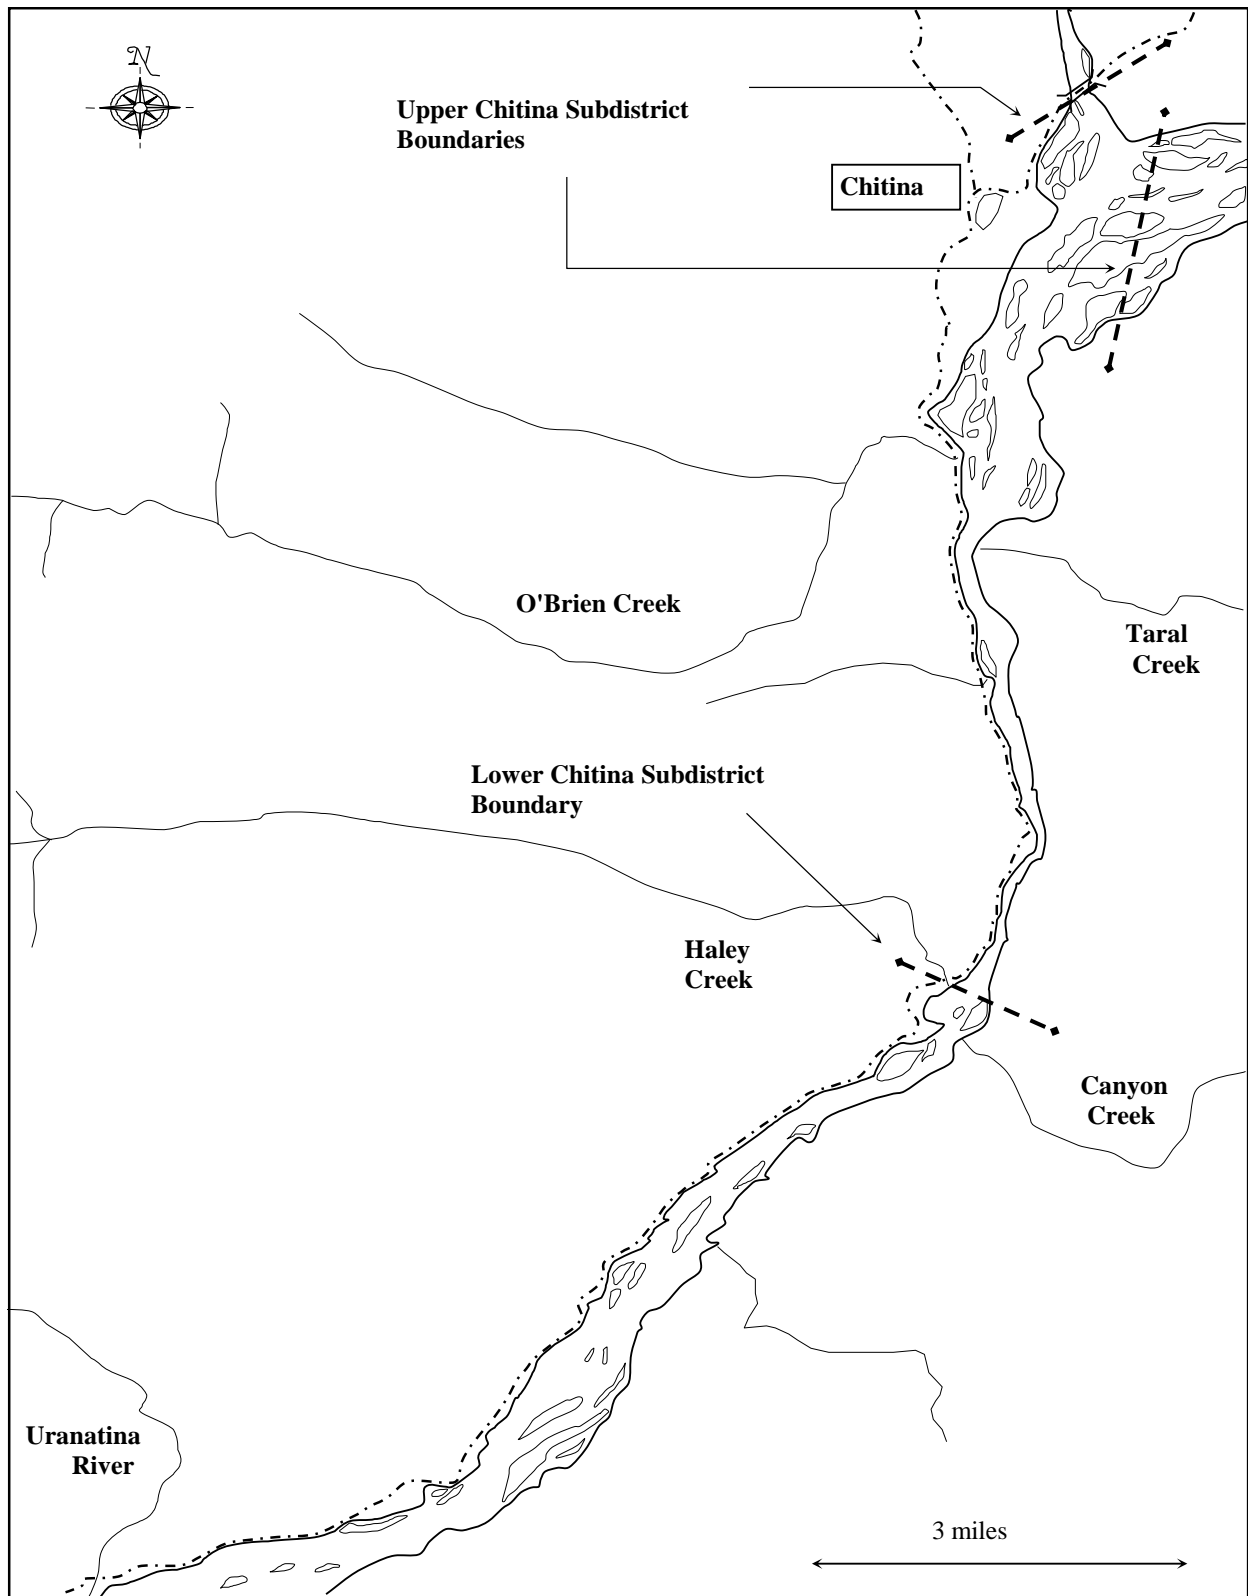 N
Upper Chitina Subdistrict
Boundaries
Chitina
O'Brien Creek
Taral
Creek
Lower Chitina Subdistrict
Boundary
Haley
Creek
Canyon
Creek
Uranatina
River
3 miles